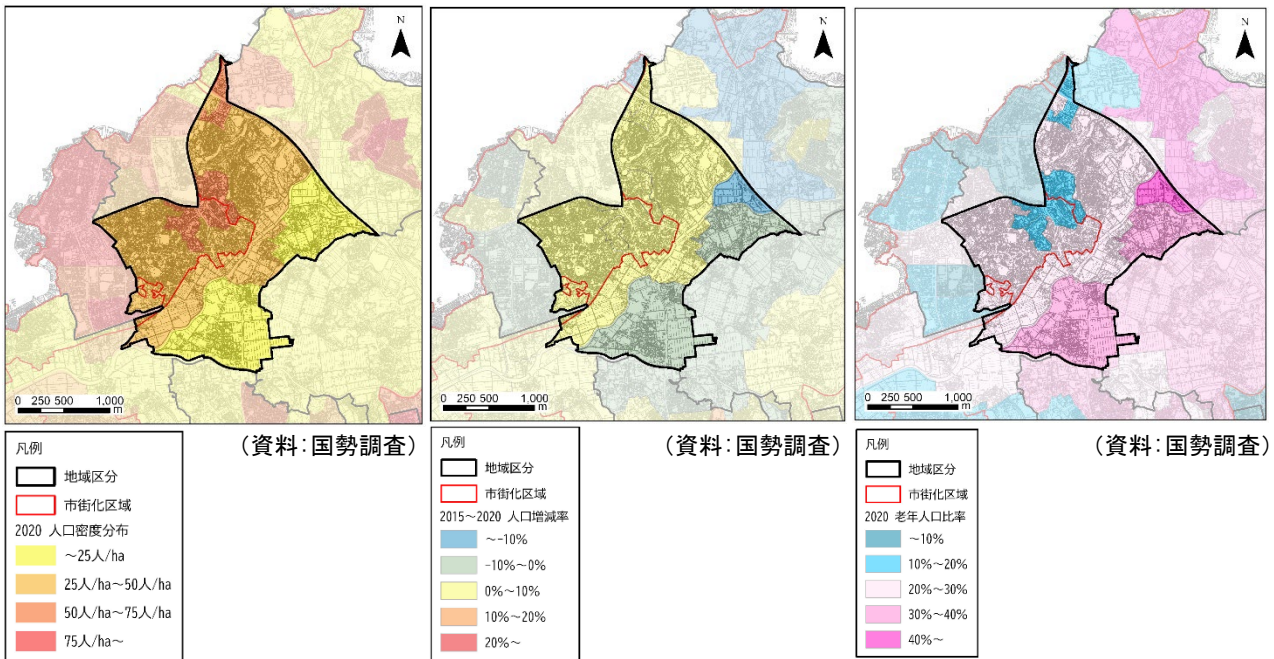 N
0 250 500 1,000
m
(資料:国勢調査)
凡例
地域区分
市街化区域
2020 人口密度分布
～25人/ha
25人/ha～50人/ha
50人/ha～75人/ha
75人/ha～
N
0 250 500 1,000
m
(資料:国勢調査)
凡例
地域区分
市街化区域
2015～2020 人口増減率
～-10%
-10%～0%
0%～10%
10%～20%
20%～
N
0 250 500 1,000
m
(資料:国勢調査)
凡例
地域区分
市街化区域
2020 老年人口比率
～10%
10%～20%
20%～30%
30%～40%
40%～